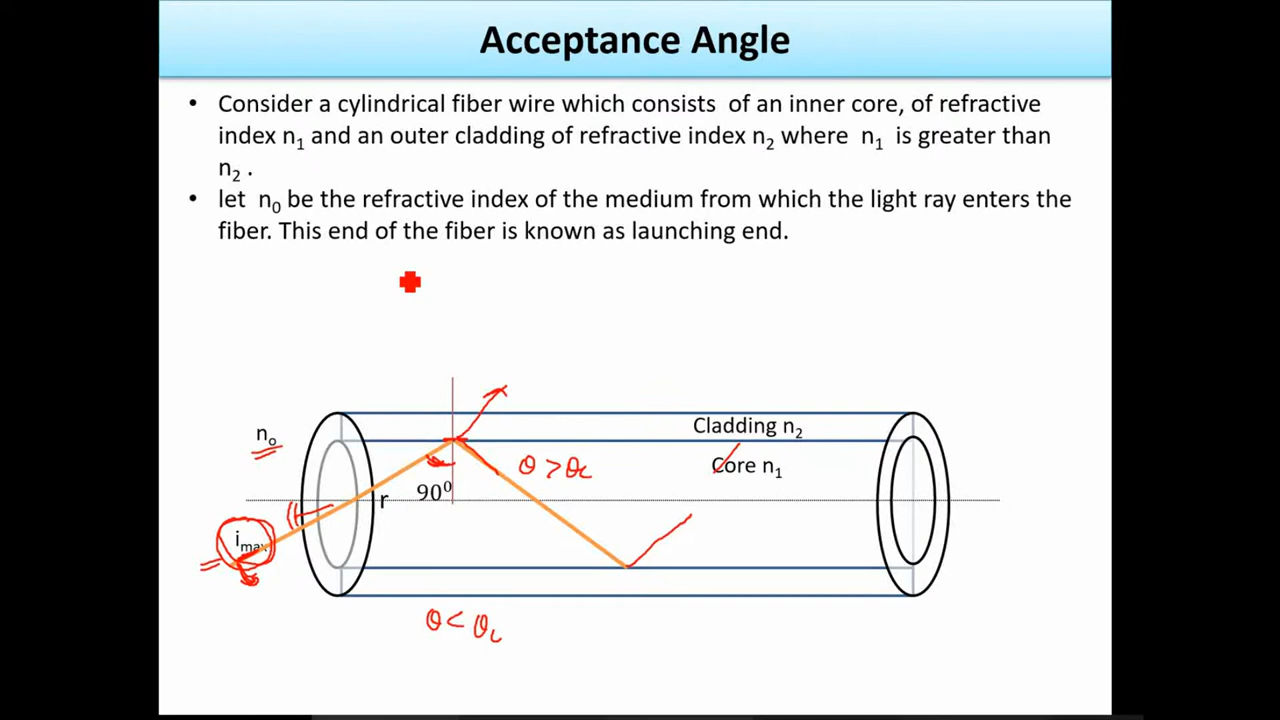 Acceptance Angle
• Consider a cylindrical fiber wire which consists of an inner core, of refractive
index n₁ and an outer cladding of refractive index n₂ where n₁ is greater than
n₂ .
• let n₀ be the refractive index of the medium from which the light ray enters the
fiber. This end of the fiber is known as launching end.
Cladding n₂
n₀
Core n₁
θ > θc
r
90⁰
iₘₐₓ
θ < θc